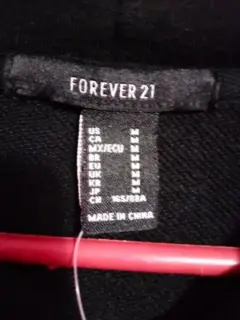 FOREVER 21
US M
CA M
MX/ECU M
BR M
EU M
UK M
KR M
JP M
CN 165/88A
MADE IN CHINA